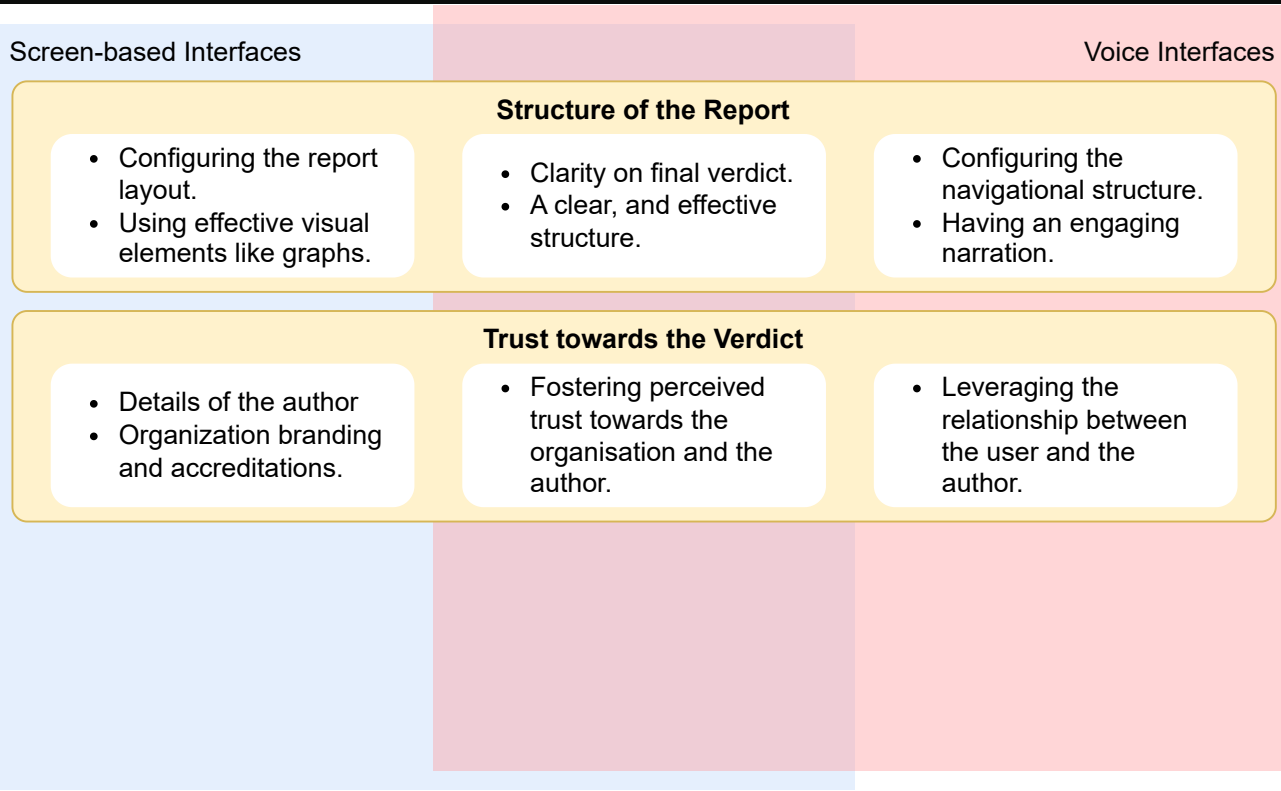 Screen-based Interfaces
Voice Interfaces
Structure of the Report
• Configuring the report
layout.
• Using effective visual
elements like graphs.
• Clarity on final verdict.
• A clear, and effective
structure.
• Configuring the
navigational structure.
• Having an engaging
narration.
Trust towards the Verdict
• Details of the author
• Organization branding
and accreditations.
• Fostering perceived
trust towards the
organisation and the
author.
• Leveraging the
relationship between
the user and the
author.